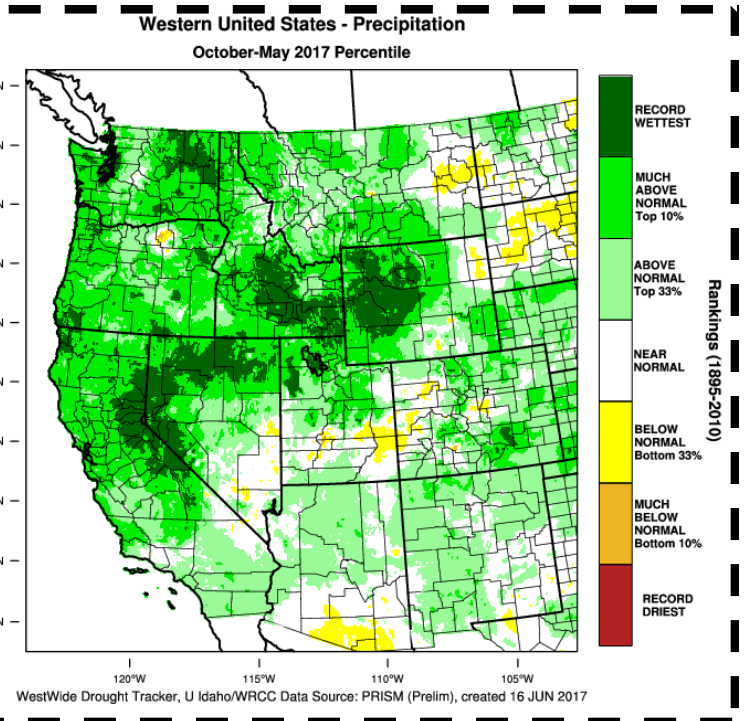 Western United States - Precipitation
October-May 2017 Percentile
RECORD
WETTEST
MUCH
ABOVE
NORMAL
Top 10%
ABOVE
NORMAL
Top 33%
NEAR
NORMAL
BELOW
NORMAL
Bottom 33%
MUCH
BELOW
NORMAL
Bottom 10%
RECORD
DRIEST
Rankings (1895-2010)
120°W
115°W
110°W
105°W
WestWide Drought Tracker, U Idaho/WRCC Data Source: PRISM (Prelim), created 16 JUN 2017